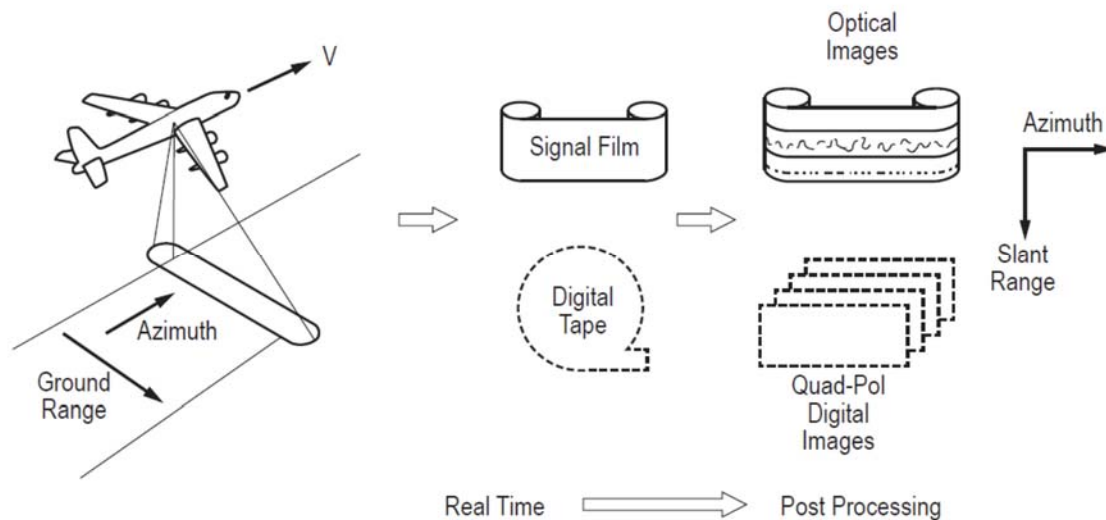 V
Azimuth
Ground
Range
Signal Film
Digital
Tape
Optical
Images
Quad-Pol
Digital
Images
Azimuth
Slant
Range
Real Time
Post Processing